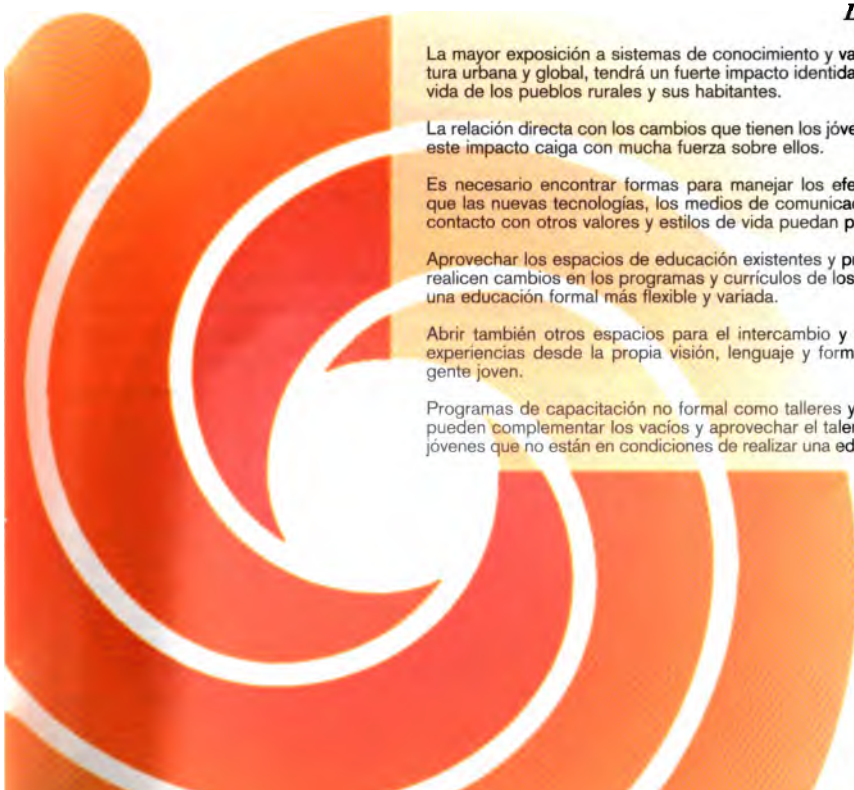 La mayor exposición a sistemas de conocimiento y va
tura urbana y global, tendrá un fuerte impacto identida
vida de los pueblos rurales y sus habitantes.
La relación directa con los cambios que tienen los jóve
este impacto caiga con mucha fuerza sobre ellos.
Es necesario encontrar formas para manejar los efe
que las nuevas tecnologías, los medios de comunicac
contacto con otros valores y estilos de vida puedan p
Aprovechar los espacios de educación existentes y pr
realicen cambios en los programas y currículos de los
una educación formal más flexible y variada.
Abrir también otros espacios para el intercambio y
experiencias desde la propia visión, lenguaje y form
gente joven.
Programas de capacitación no formal como talleres y
pueden complementar los vacíos y aprovechar el taler
jóvenes que no están en condiciones de realizar una ed